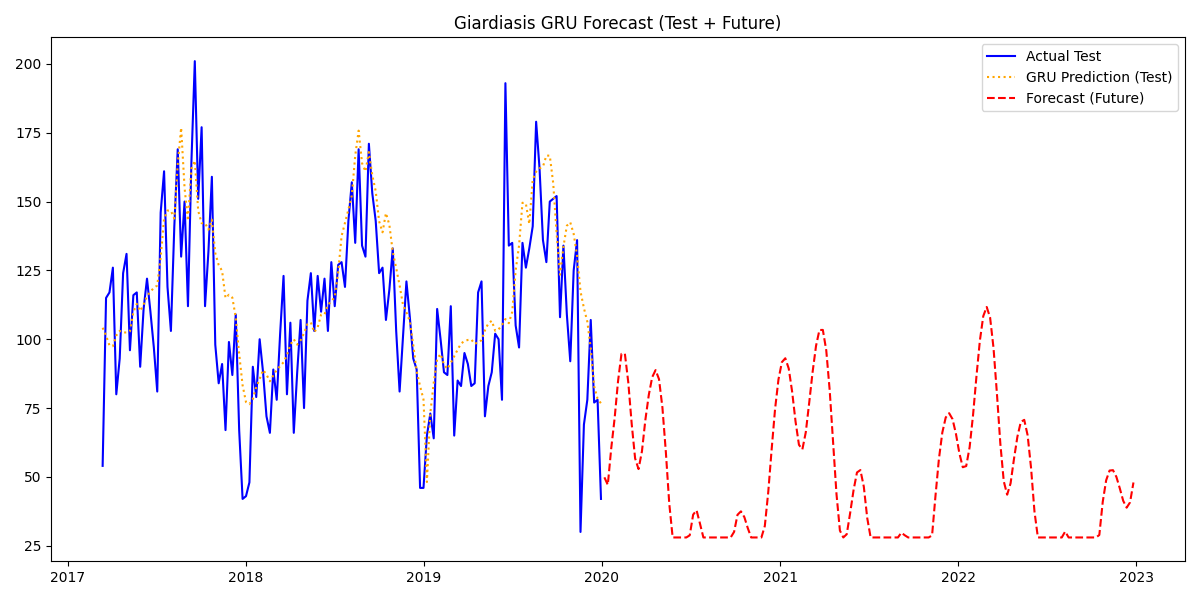 Giardiasis GRU Forecast (Test + Future)
Actual Test
GRU Prediction (Test)
Forecast (Future)
200
175
150
125
100
75
50
25
2017 2018 2019 2020 2021 2022 2023